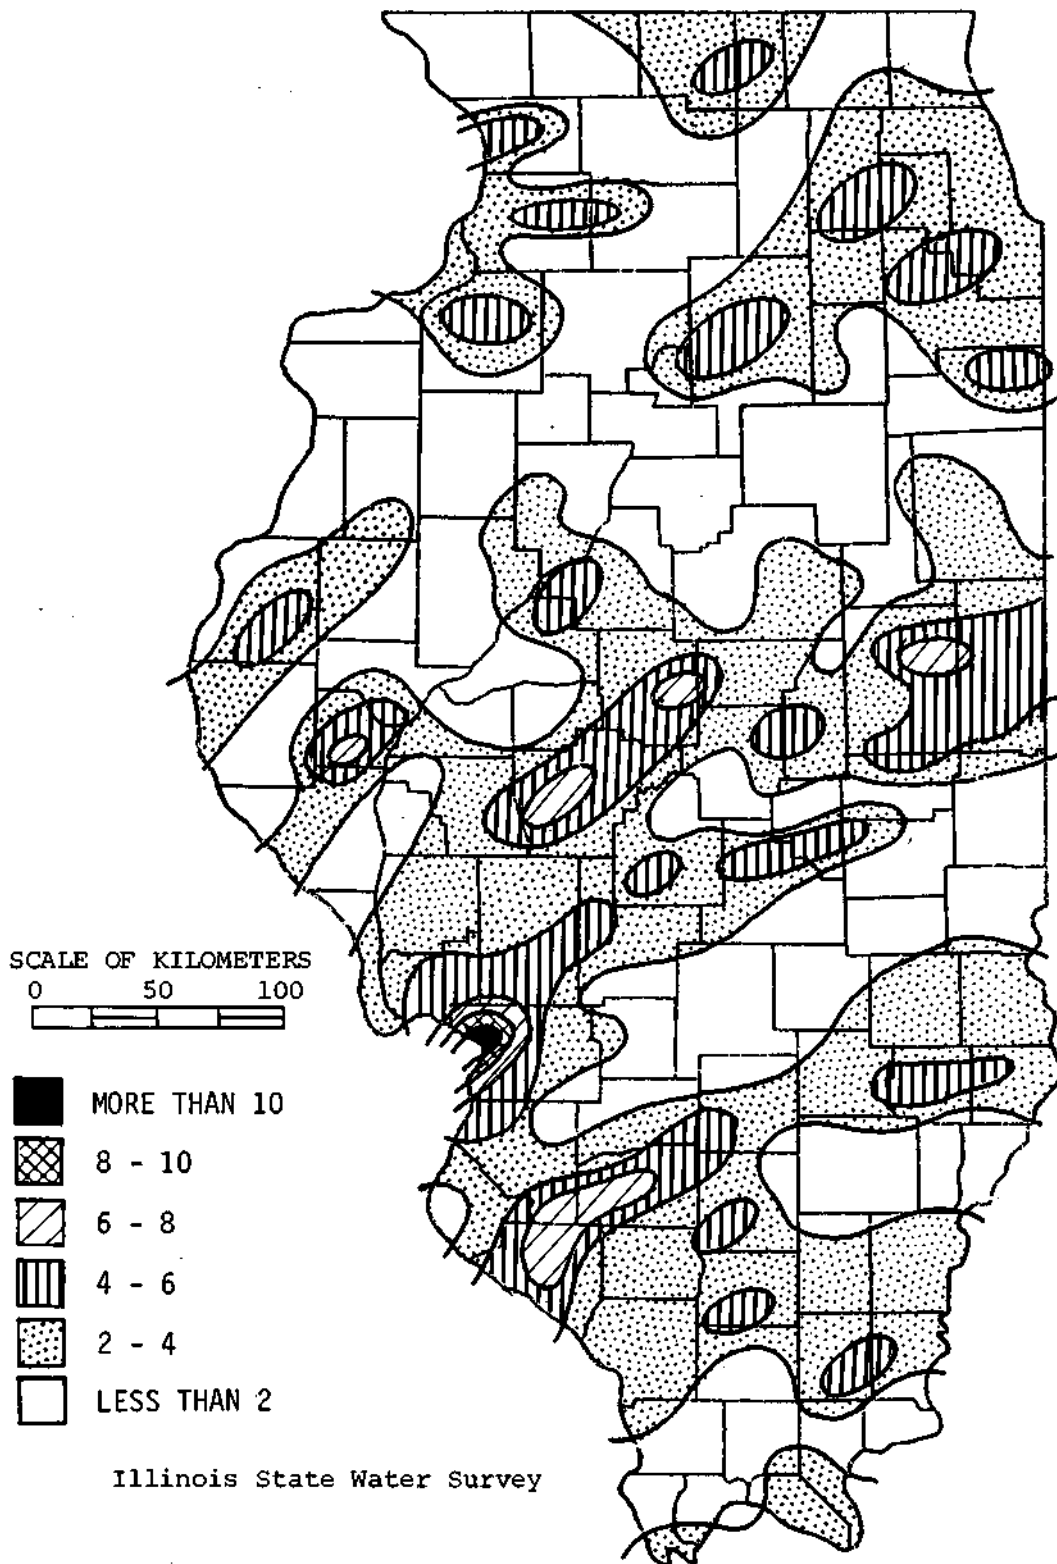 SCALE OF KILOMETERS
0 50 100
MORE THAN 10
8 - 10
6 - 8
4 - 6
2 - 4
LESS THAN 2
Illinois State Water Survey